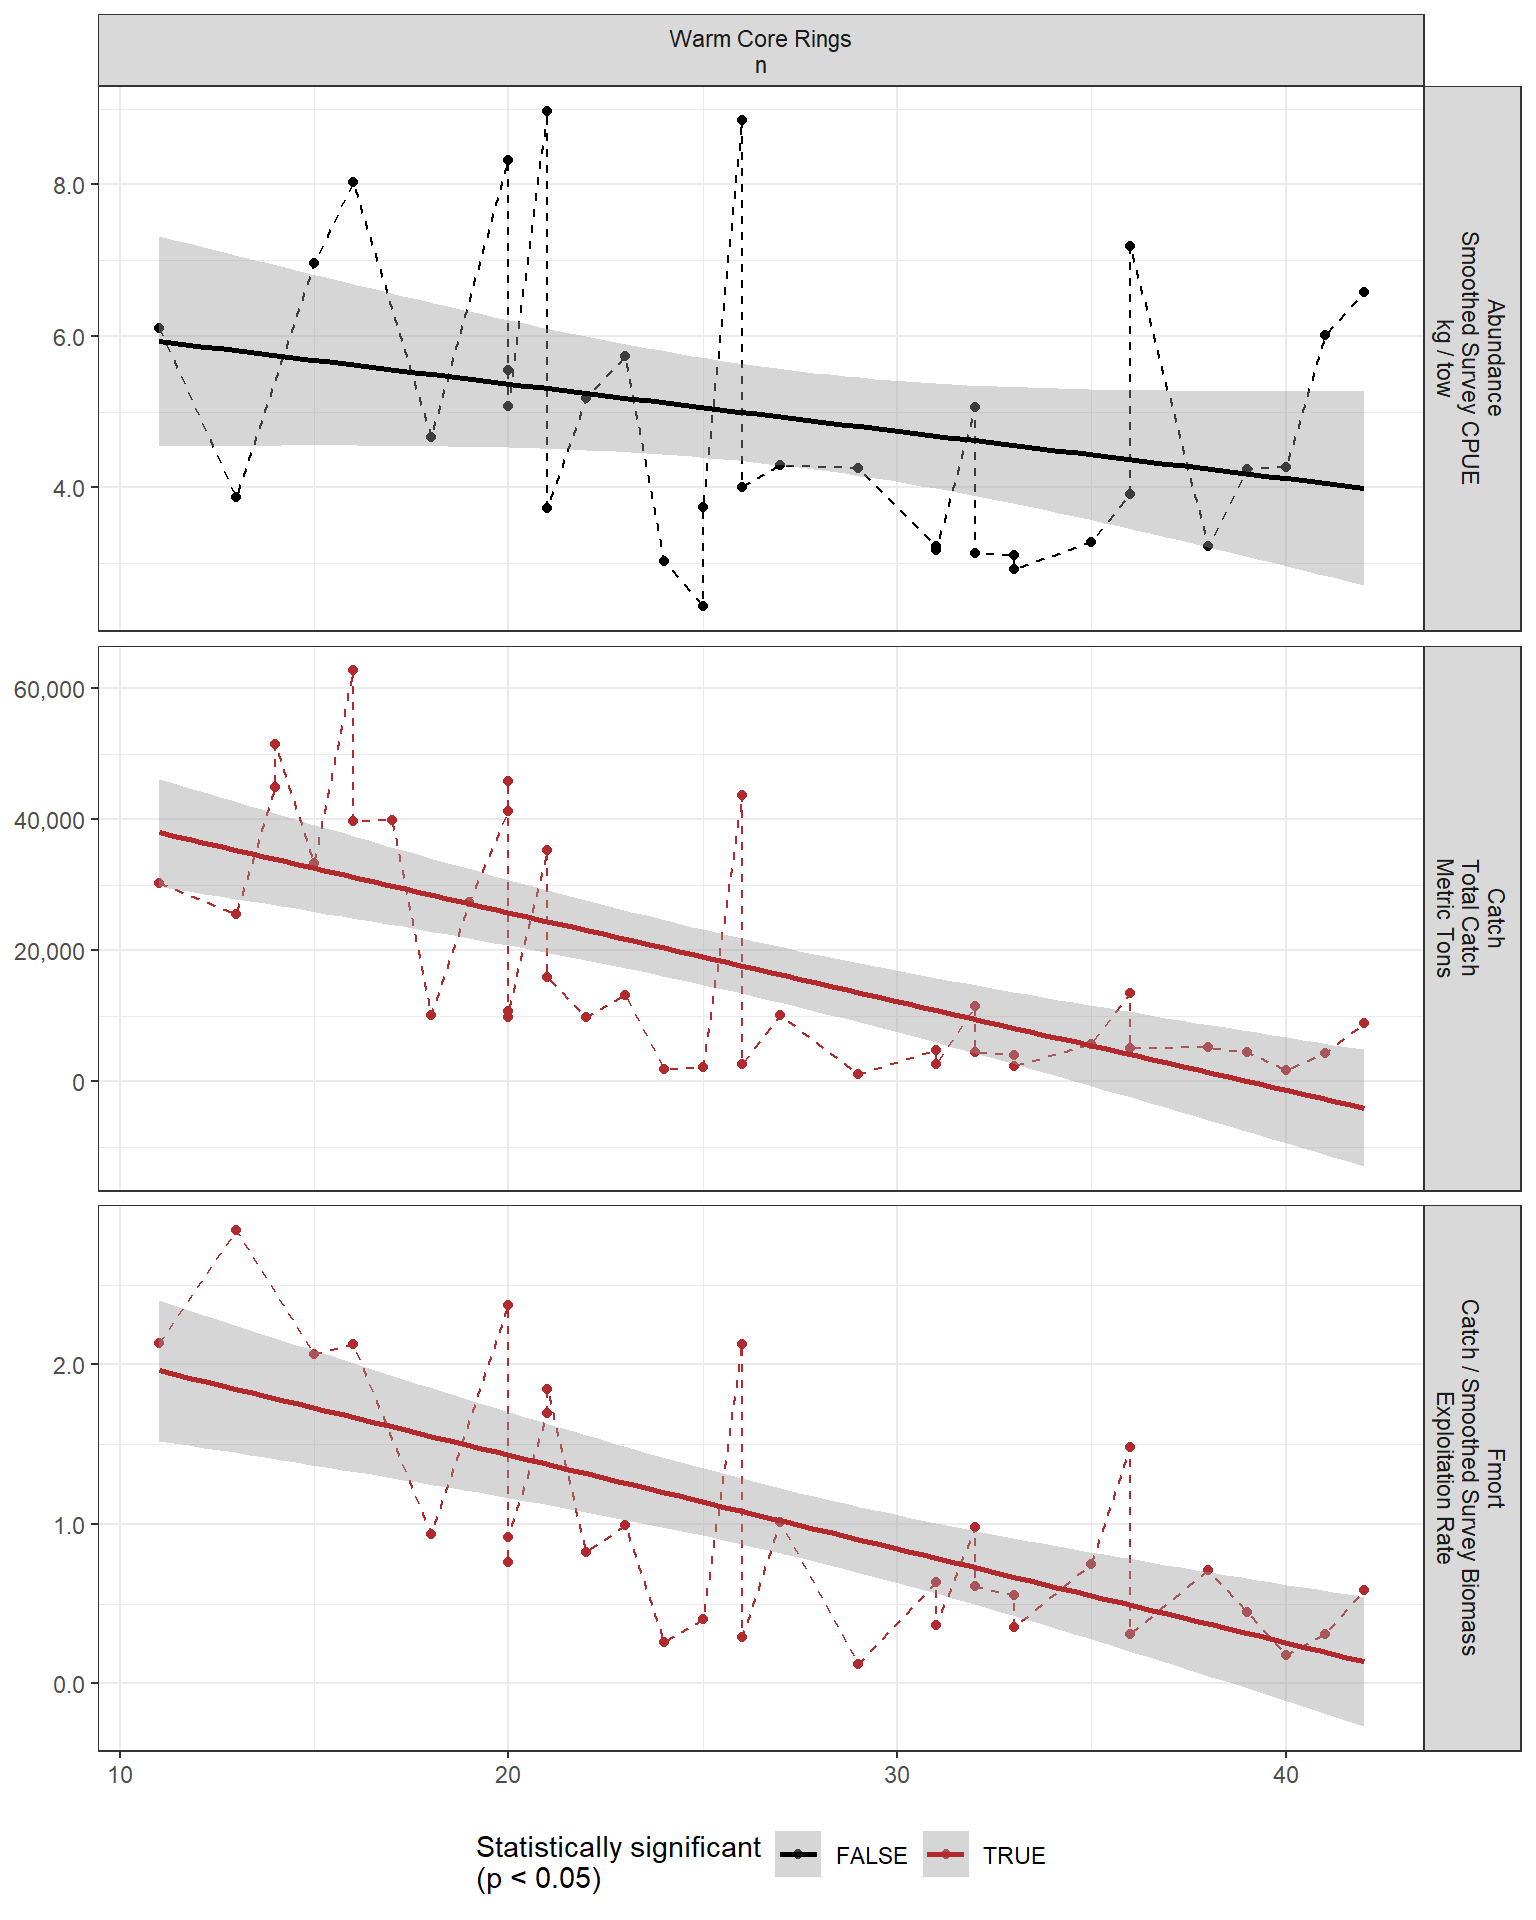 Warm Core Rings
n
8.0
6.0
4.0
Abundance
Smoothed Survey CPUE
kg / tow
60,000
40,000
20,000
0
Catch
Total Catch
Metric Tons
2.0
1.0
0.0
Fmort
Catch / Smoothed Survey Biomass
Exploitation Rate
10 20 30 40
Statistically significant
(p < 0.05)
FALSE TRUE